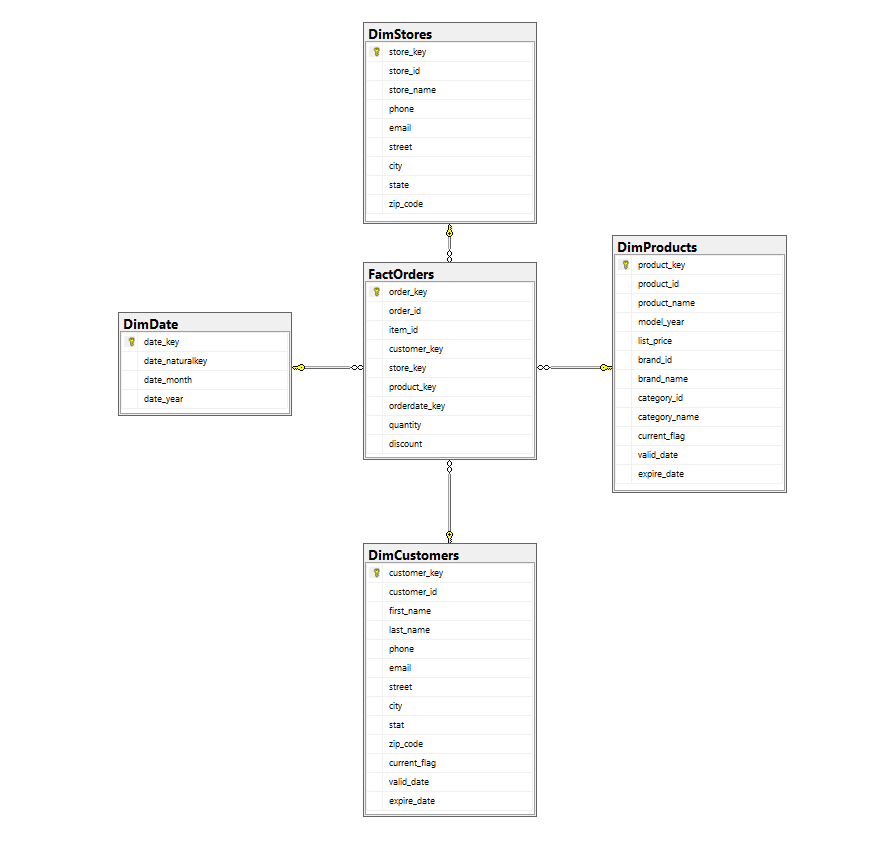 DimStores
store_key
store_id
store_name
phone
email
street
city
state
zip_code
DimProducts
product_key
product_id
product_name
model_year
list_price
brand_id
brand_name
category_id
category_name
current_flag
valid_date
expire_date
FactOrders
order_key
order_id
item_id
customer_key
store_key
product_key
orderdate_key
quantity
discount
DimDate
date_key
date_naturalkey
date_month
date_year
DimCustomers
customer_key
customer_id
first_name
last_name
phone
email
street
city
stat
zip_code
current_flag
valid_date
expire_date